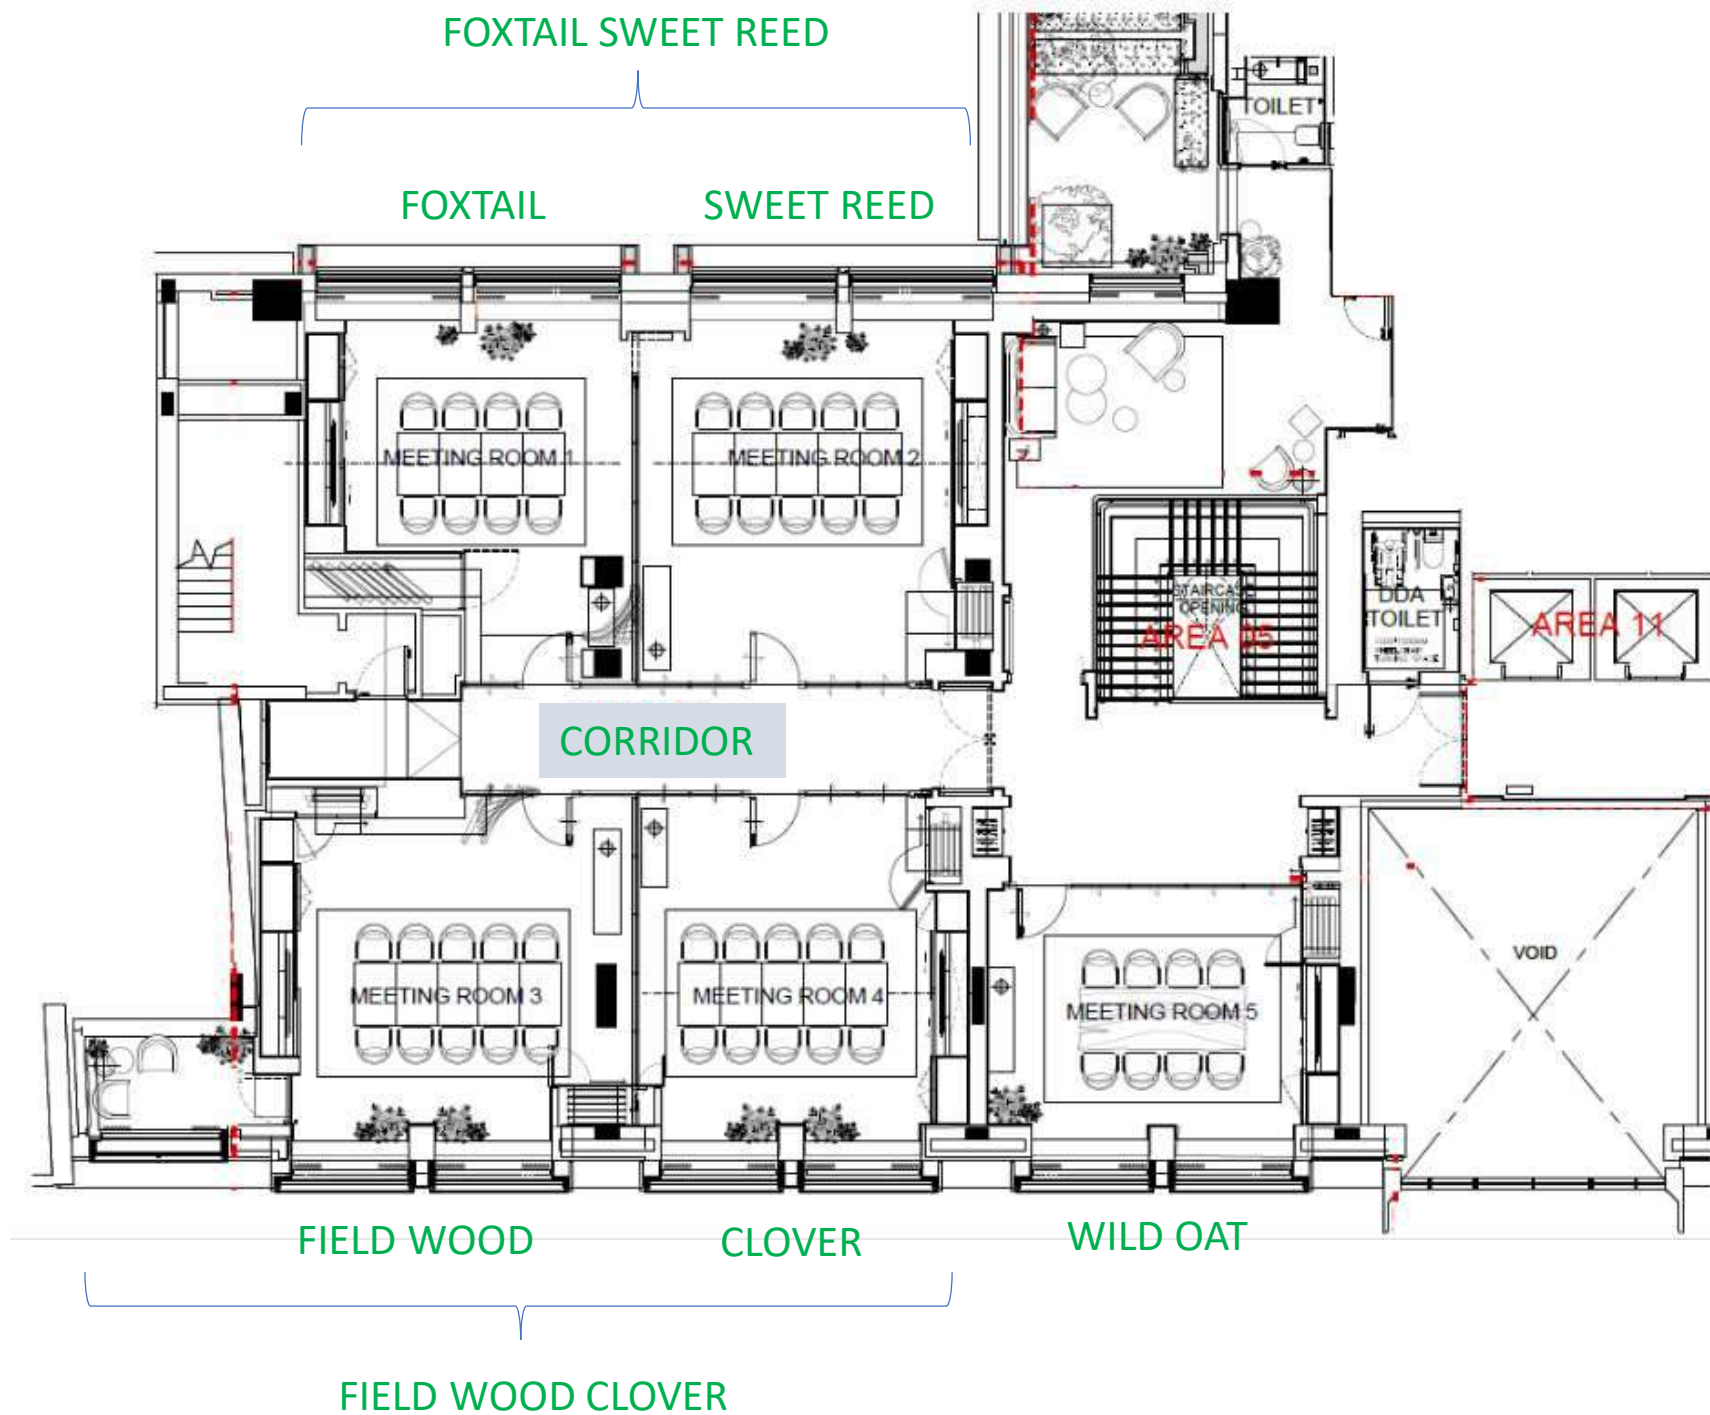 FOXTAIL SWEET REED
TOILET
FOXTAIL
SWEET REED
MEETING ROOM 1
MEETING ROOM 2
STAIRCASE
OPENING
AREA 05
DDA
TOILET
AREA 11
CORRIDOR
VOID
MEETING ROOM 3
MEETING ROOM 4
MEETING ROOM 5
FIELD WOOD
CLOVER
WILD OAT
FIELD WOOD CLOVER